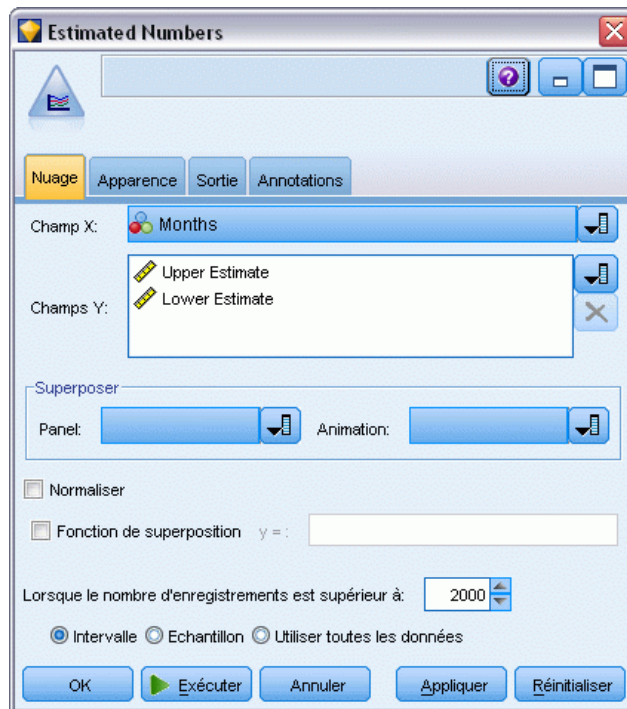 Estimated Numbers
Nuage Apparence Sortie Annotations
Champ X: Months
Champs Y: Upper Estimate
Lower Estimate
Superposer
Panel: Animation:
Normaliser
Fonction de superposition y = :
Lorsque le nombre d'enregistrements est supérieur à: 2000
Intervalle Echantillon Utiliser toutes les données
OK Exécuter Annuler Appliquer Réinitialiser